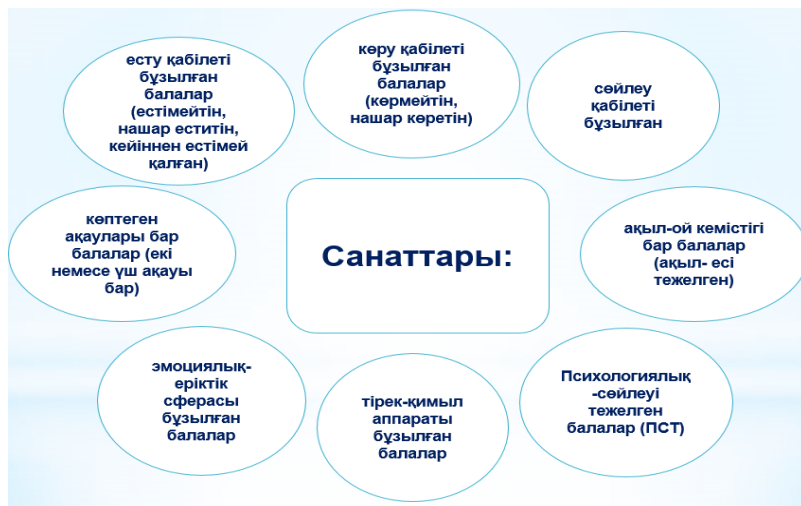 есту қабілеті
бұзылған
балалар
(естімейтін,
нашар еститін,
кейіннен естімей
қалған)
көру қабілеті
бұзылған
балалар
(көрмейтін,
нашар көретін)
сөйлеу
қабілеті
бұзылған
көптеген
ақаулары бар
балалар (екі
немесе үш ақауы
бар)
Санаттары:
ақыл-ой кемістігі
бар балалар
(ақыл- есі
тежелген)
эмоциялық-
еріктік
сферасы
бұзылған
балалар
тірек-қимыл
аппараты
бұзылған
балалар
Психологиялық
-сөйлеуі
тежелген
балалар (ПСТ)